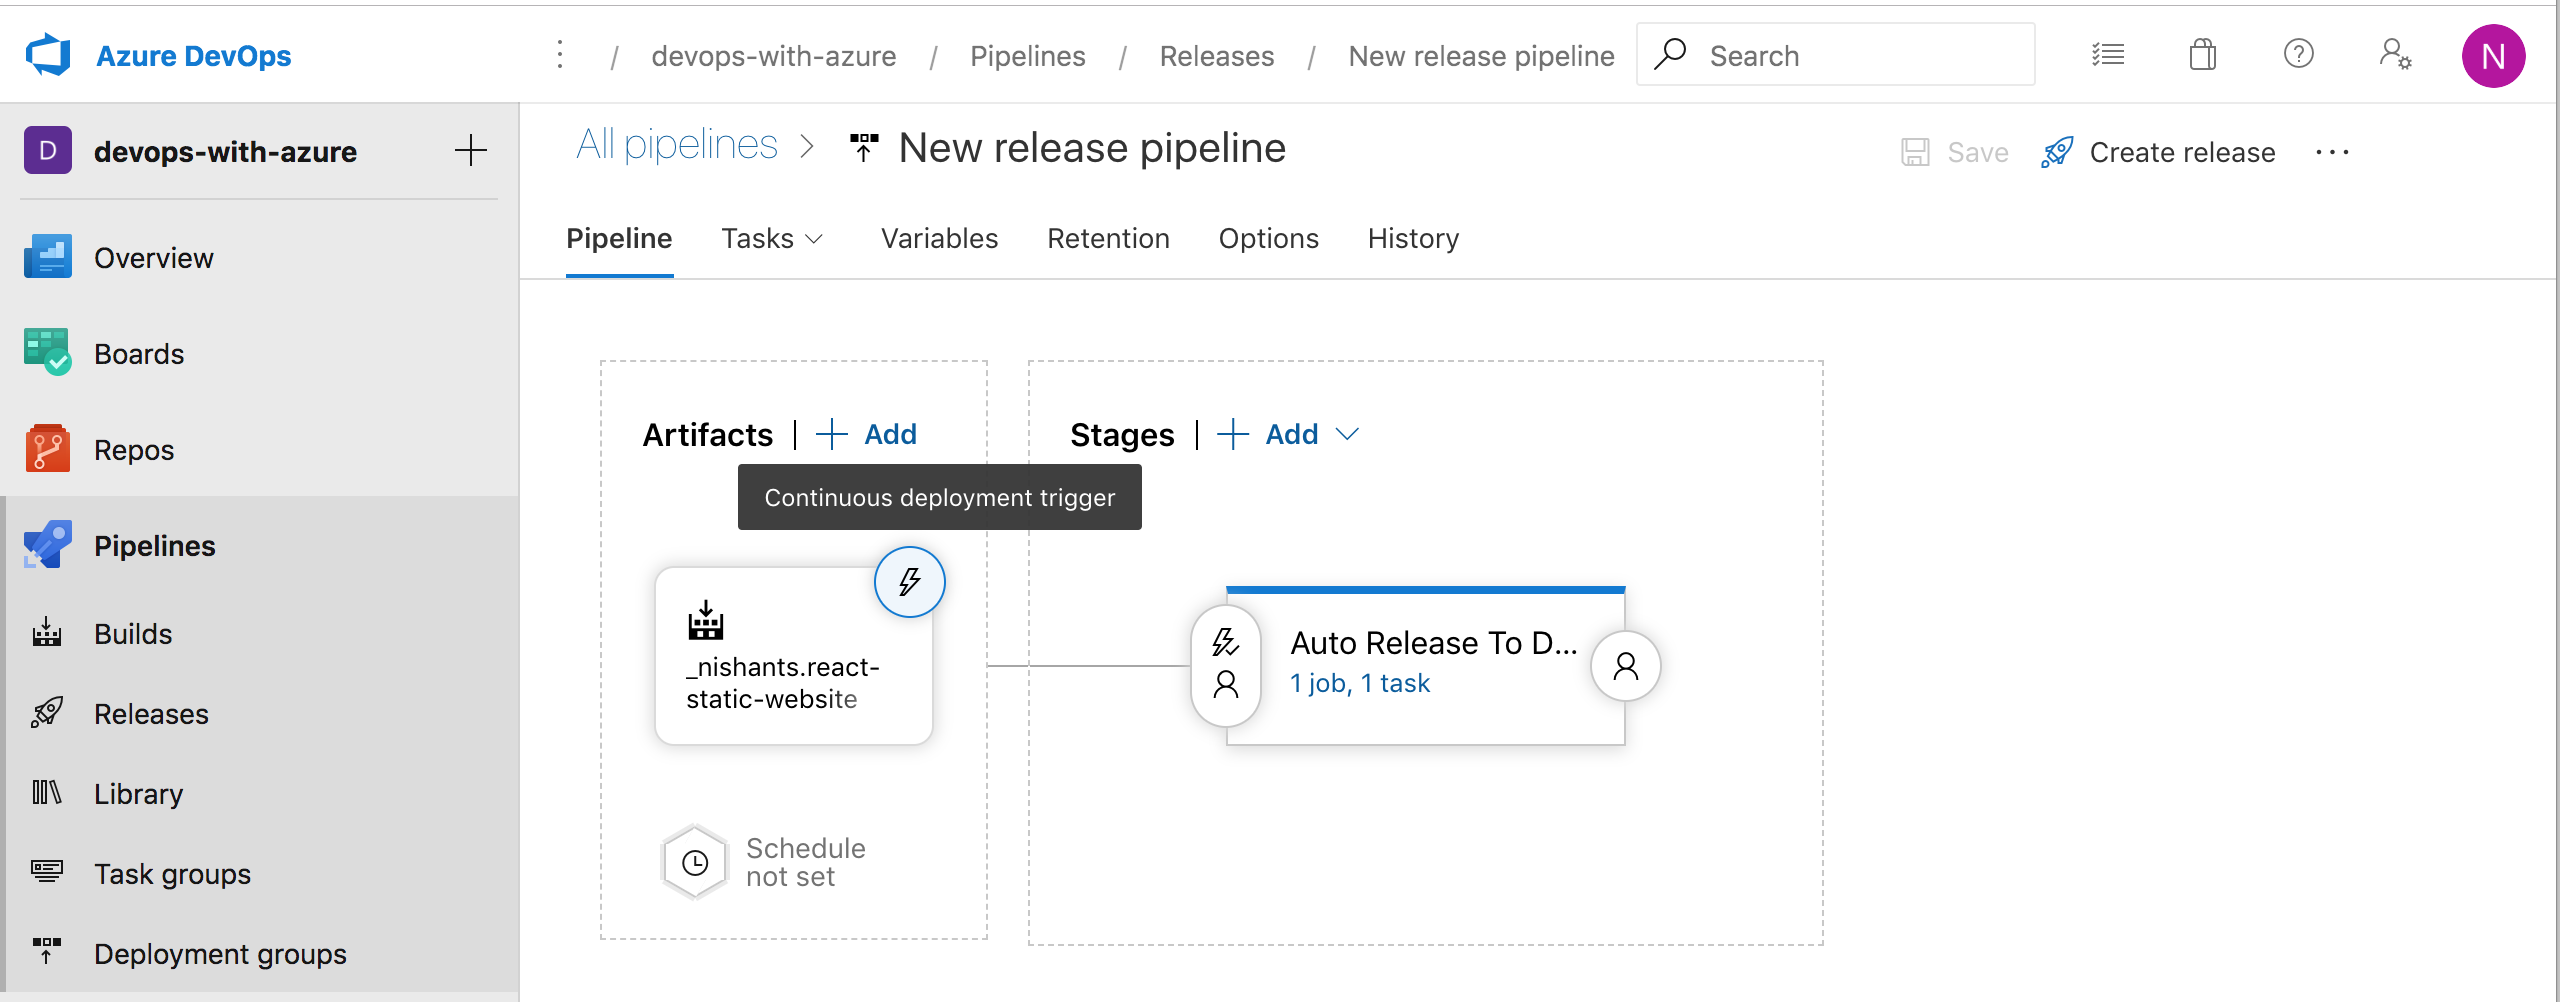 Azure DevOps
/ devops-with-azure / Pipelines / Releases / New release pipeline
Search
N
D
devops-with-azure
All pipelines
New release pipeline
Save
Create release
Pipeline
Tasks
Variables
Retention
Options
History
Overview
Boards
Repos
Pipelines
Builds
Releases
Library
Task groups
Deployment groups
Artifacts | + Add
Continuous deployment trigger
_nishants.react-
static-website
Schedule
not set
Stages | + Add
Auto Release To D...
1 job, 1 task